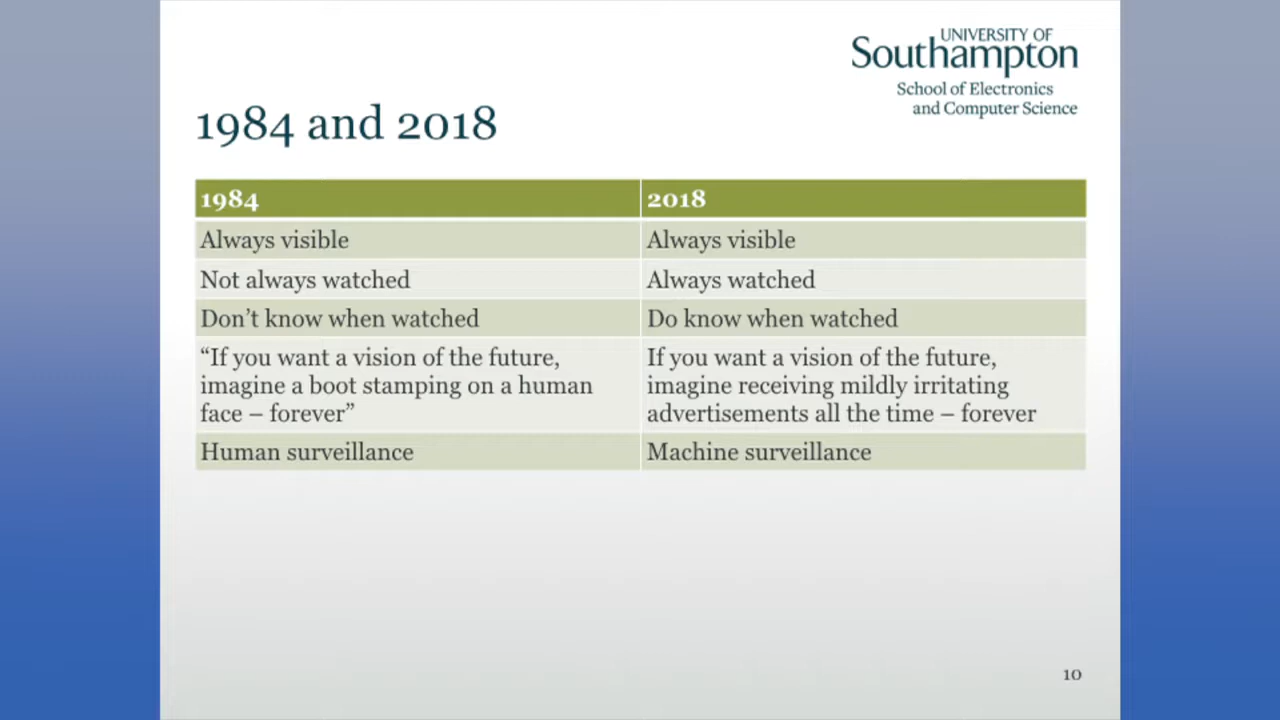 UNIVERSITY OF
Southampton
School of Electronics
and Computer Science
1984 and 2018
1984
2018
Always visible
Always visible
Not always watched
Always watched
Don’t know when watched
Do know when watched
“If you want a vision of the future,
imagine a boot stamping on a human
face – forever”
If you want a vision of the future,
imagine receiving mildly irritating
advertisements all the time – forever
Human surveillance
Machine surveillance
10